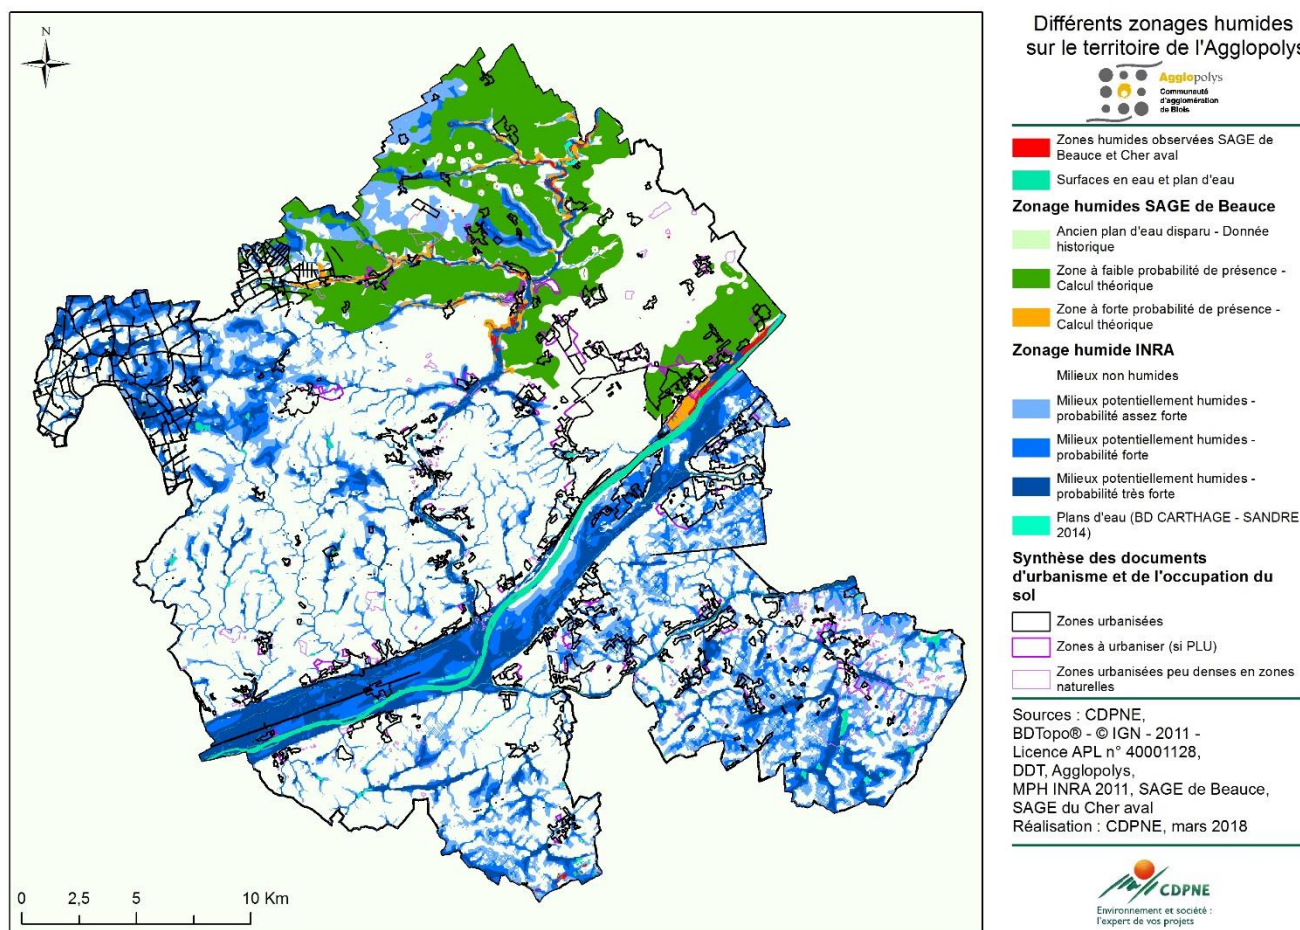 Différents zonages humides
sur le territoire de l'Agglopolys
Agglopolys
Communauté
d'agglomération
de Blois
N
Zones humides observées SAGE de
Beauce et Cher aval
Surfaces en eau et plan d'eau
Zonage humides SAGE de Beauce
Ancien plan d'eau disparu - Donnée
historique
Zone à faible probabilité de présence -
Calcul théorique
Zone à forte probabilité de présence -
Calcul théorique
Zonage humide INRA
Milieux non humides
Milieux potentiellement humides -
probabilité assez forte
Milieux potentiellement humides -
probabilité forte
Milieux potentiellement humides -
probabilité très forte
Plans d'eau (BD CARTHAGE - SANDRE
2014)
Synthèse des documents
d'urbanisme et de l'occupation du
sol
Zones urbanisées
Zones à urbaniser (si PLU)
Zones urbanisées peu denses en zones
naturelles
Sources : CDPNE,
BDTopo® - © IGN - 2011 -
Licence APL n° 40001128,
DDT, Agglopolys,
MPH INRA 2011, SAGE de Beauce,
SAGE du Cher aval
Réalisation : CDPNE, mars 2018
CDPNE
Environnement et société :
l'expert de vos projets
0 2,5 5 10 Km